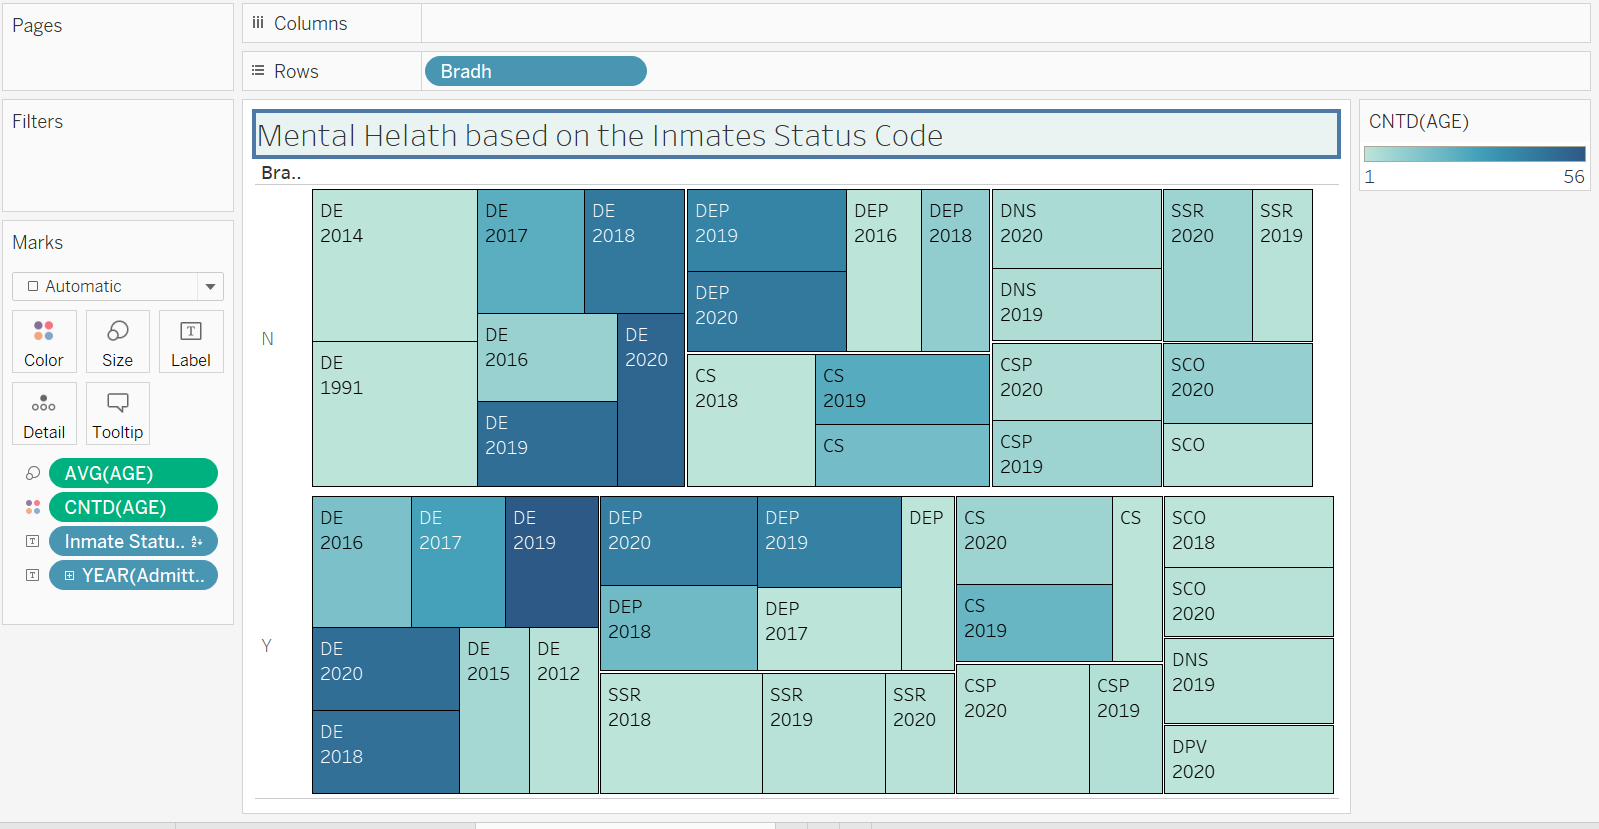 Pages
Columns
Rows
Bradh
Filters
Marks
Automatic
Color
Size
Label
Detail
Tooltip
AVG(AGE)
CNTD(AGE)
Inmate Statu..
YEAR(Admitt..
Mental Helath based on the Inmates Status Code
Bra..
N
DE
2014
DE
1991
DE
2017
DE
2018
DE
2016
DE
2019
DE
2020
DEP
2019
DEP
2020
DEP
2016
DEP
2018
CS
2018
CS
2019
CS
DNS
2020
DNS
2019
CSP
2020
CSP
2019
SSR
2020
SSR
2019
SCO
2020
SCO
Y
DE
2016
DE
2017
DE
2019
DE
2020
DE
2018
DE
2015
DE
2012
DEP
2020
DEP
2019
DEP
2018
DEP
2017
DEP
SSR
2018
SSR
2019
SSR
2020
CS
2020
CS
2019
CS
CSP
2020
CSP
2019
SCO
2018
SCO
2020
DNS
2019
DPV
2020
CNTD(AGE)
1 56